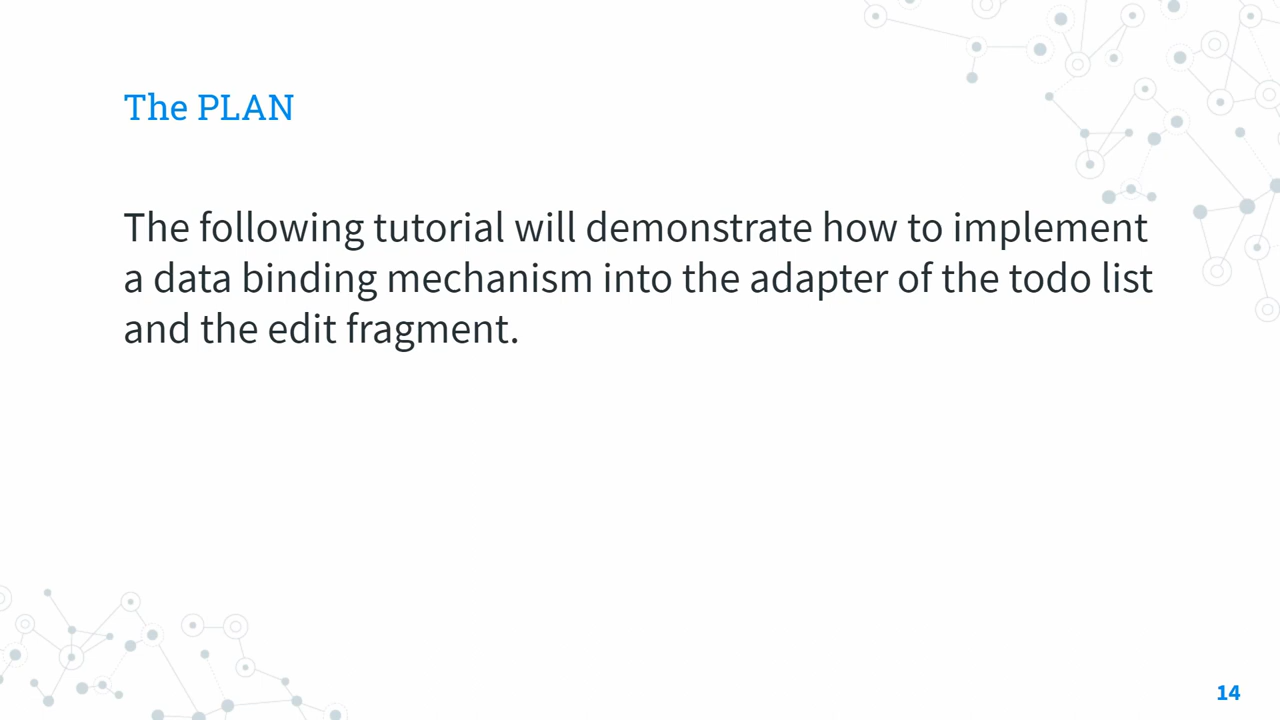 The PLAN
The following tutorial will demonstrate how to implement
a data binding mechanism into the adapter of the todo list
and the edit fragment.
14